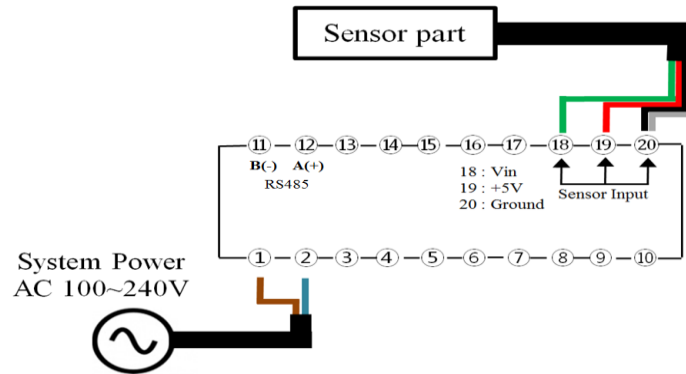 Sensor part
11 12 13 14 15 16 17 18 19 20
B(-) A(+)
RS485
18 : Vin
19 : +5V
20 : Ground
Sensor Input
1 2 3 4 5 6 7 8 9 10
System Power
AC 100~240V